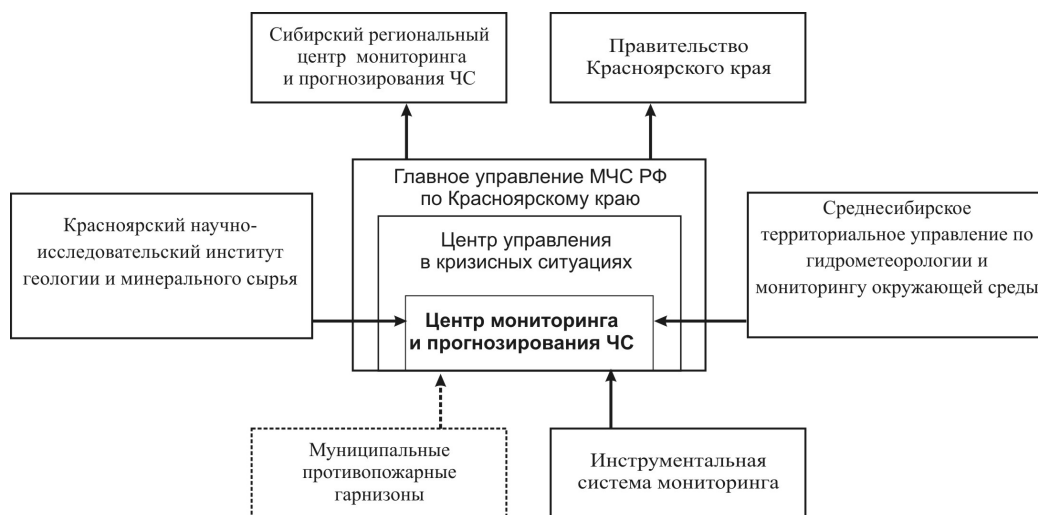 Сибирский региональный
центр мониторинга
и прогнозирования ЧС
Правительство
Красноярского края
Главное управление МЧС РФ
по Красноярскому краю
Красноярский научно-
исследовательский институт
геологии и минерального сырья
Центр управления
в кризисных ситуациях
Среднесибирское
территориальное управление по
гидрометеорологии и
мониторингу окружающей среды
Центр мониторинга
и прогнозирования ЧС
Муниципальные
противопожарные
гарнизоны
Инструментальная
система мониторинга